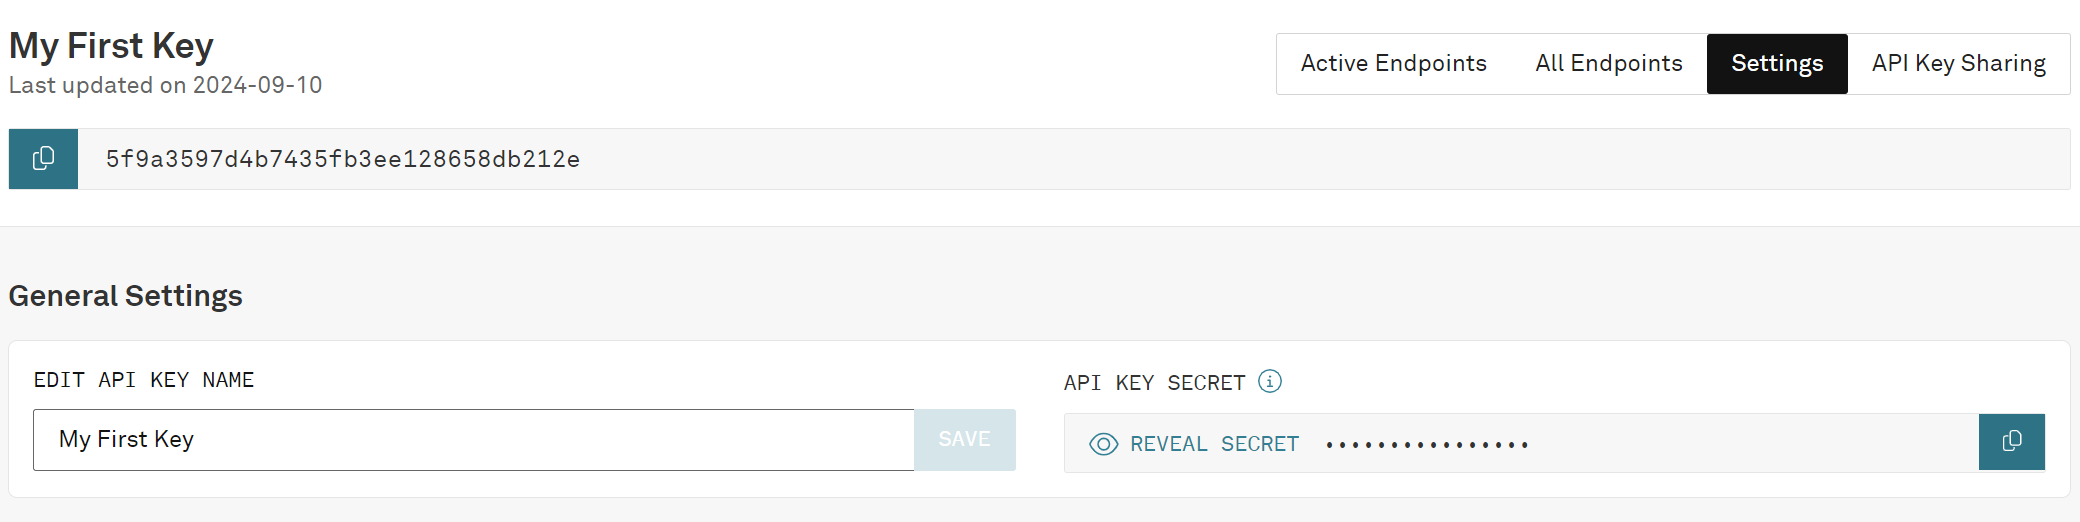 My First Key
Last updated on 2024-09-10
Active Endpoints
All Endpoints
Settings
API Key Sharing
5f9a3597d4b7435fb3ee128658db212e
General Settings
EDIT API KEY NAME
My First Key
SAVE
API KEY SECRET
REVEAL SECRET ••••••••••••••••